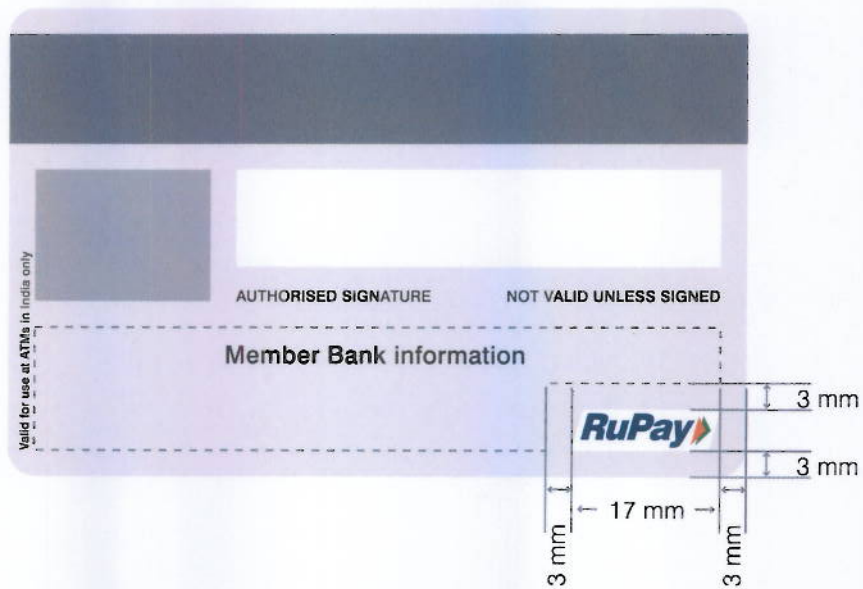 AUTHORISED SIGNATURE NOT VALID UNLESS SIGNED
Valid for use at ATMs in India only
Member Bank information
RuPay
3 mm
3 mm
17 mm
3 mm
3 mm